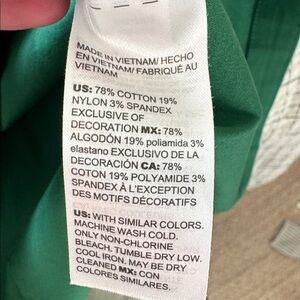 MADE IN VIETNAM/ HECHO
EN VIETNAM/ FABRIQUÉ AU
VIETNAM
US: 78% COTTON 19%
NYLON 3% SPANDEX
EXCLUSIVE OF
DECORATION MX: 78%
ALGODÓN 19% poliamida 3%
elastano EXCLUSIVO DE LA
DECORACIÓN CA: 78%
COTON 19% POLYAMIDE 3%
SPANDEX À L'EXCEPTION
DES MOTIFS DÉCORATIFS
US: WITH SIMILAR COLORS.
MACHINE WASH COLD.
ONLY NON-CHLORINE
BLEACH. TUMBLE DRY LOW.
COOL IRON. MAY BE DRY
CLEANED MX: CON
COLORES SIMILARES.